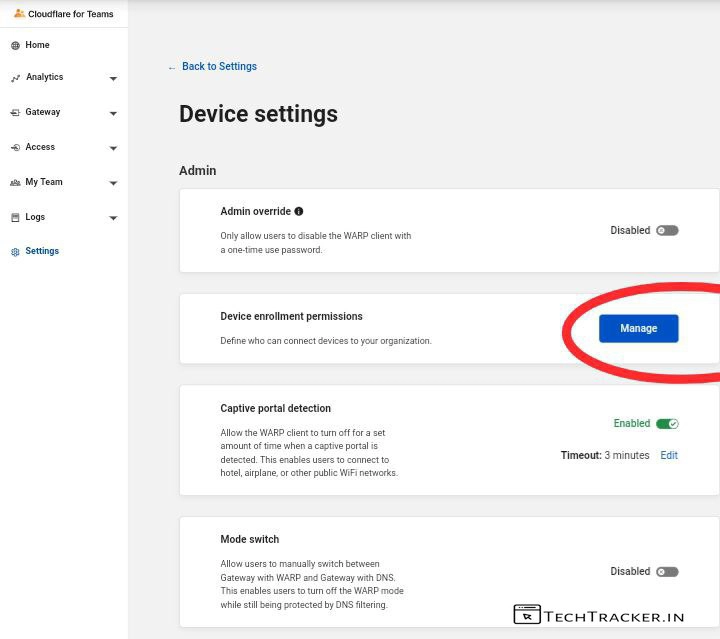 Cloudflare for Teams
Home
Analytics
Gateway
Access
My Team
Logs
Settings
← Back to Settings
Device settings
Admin
Admin override
Only allow users to disable the WARP client with
a one-time use password.
Disabled
Device enrollment permissions
Define who can connect devices to your organization.
Manage
Captive portal detection
Allow the WARP client to turn off for a set
amount of time when a captive portal is
detected. This enables users to connect to
hotel, airplane, or other public WiFi networks.
Enabled
Timeout: 3 minutes Edit
Mode switch
Allow users to manually switch between
Gateway with WARP and Gateway with DNS.
This enables users to turn off the WARP mode
while still being protected by DNS filtering.
Disabled
TECHTRACKER.IN